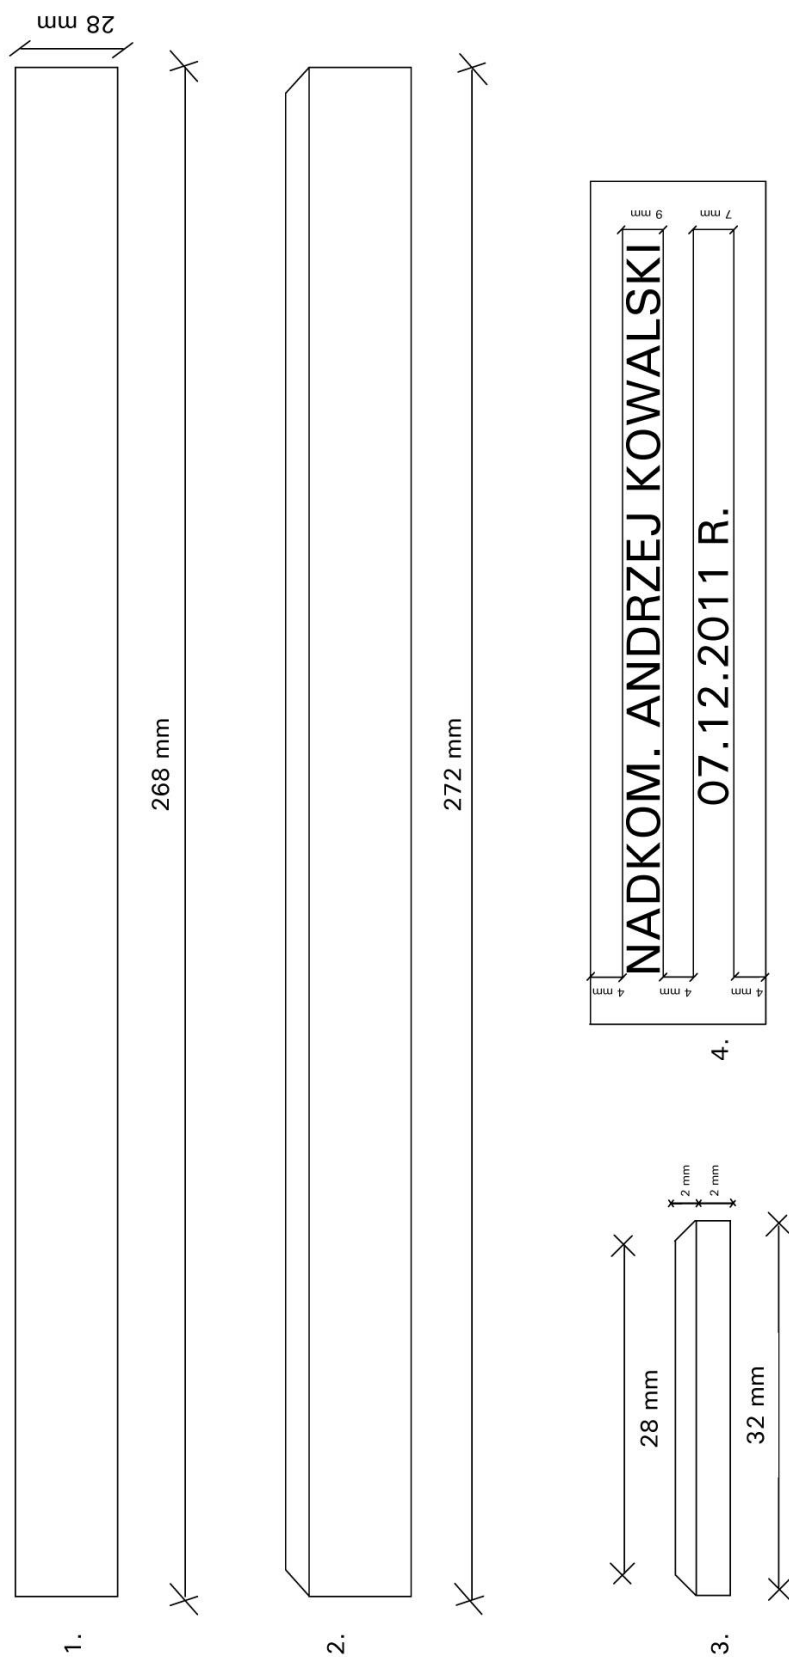 28 mm
1.
268 mm
2.
272 mm
3.
28 mm
32 mm
2 mm
2 mm
4.
4 mm
NADKOM. ANDRZEJ KOWALSKI
9 mm
4 mm
07.12.2011 R.
7 mm
4 mm